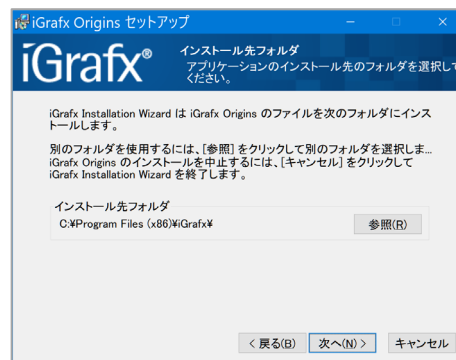 iGrafx Origins セットアップ
iGrafx®
インストール先フォルダ
アプリケーションのインストール先のフォルダを選択して
ください。
iGrafx Installation Wizard は iGrafx Origins のファイルを次のフォルダにインス
トールします。
別のフォルダを使用するには、[参照] をクリックして別のフォルダを選択しま...
iGrafx Origins のインストールを中止するには、[キャンセル] をクリックして
iGrafx Installation Wizard を終了します。
インストール先フォルダ
C:¥Program Files (x86)¥iGrafx¥
参照(R)
< 戻る(B)
次へ(N) >
キャンセル